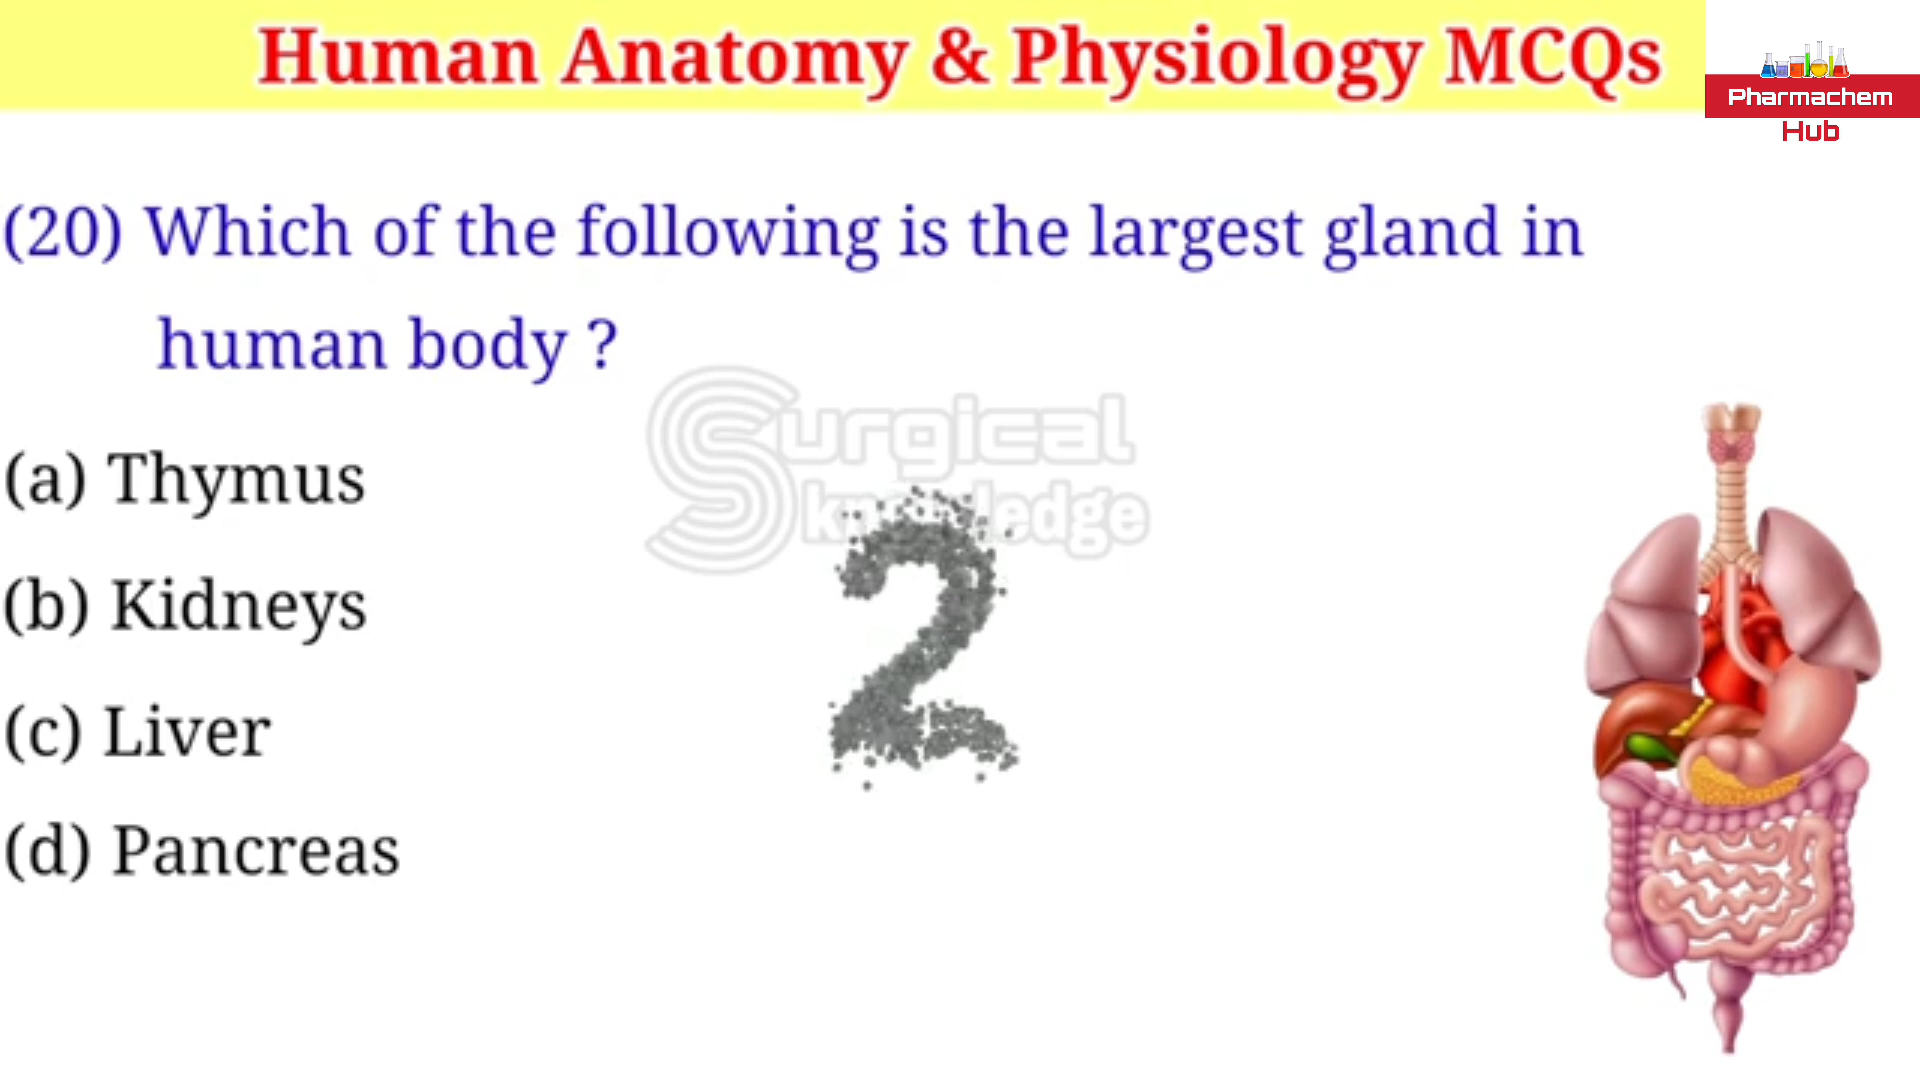 Human Anatomy & Physiology MCQs
Pharmachem
Hub
(20) Which of the following is the largest gland in
human body ?
Surgical
knowledge
(a) Thymus
2
(b) Kidneys
(c) Liver
(d) Pancreas